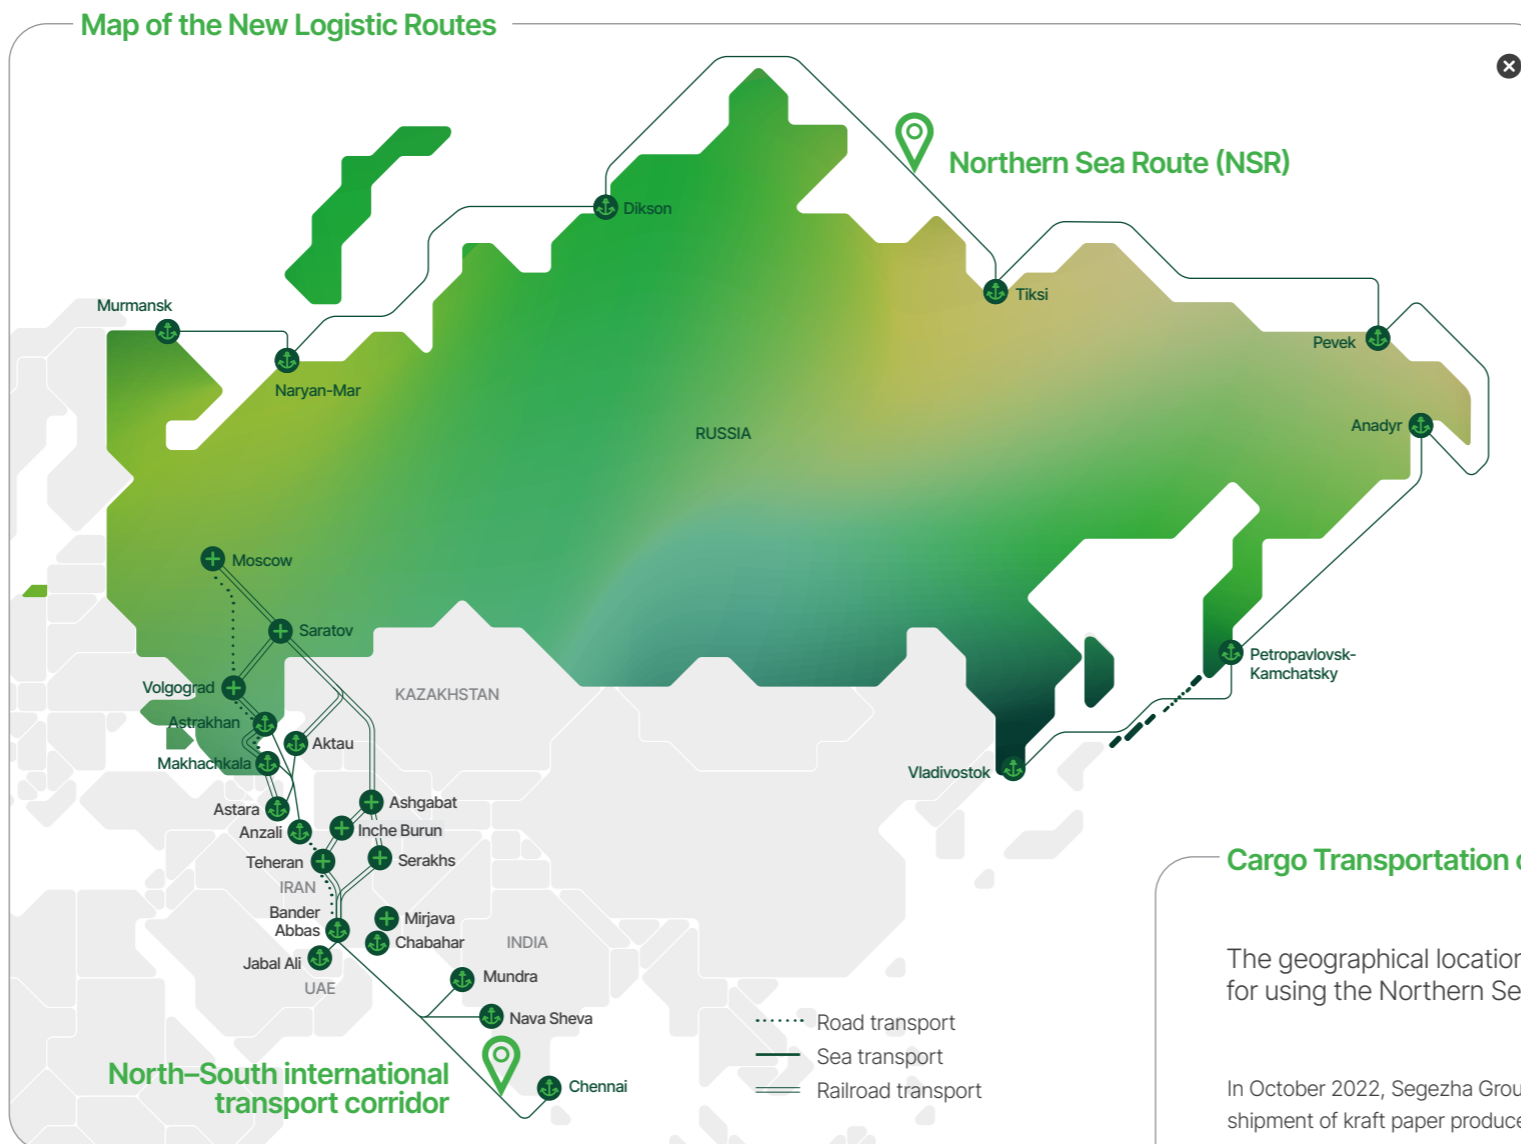 Map of the New Logistic Routes
Northern Sea Route (NSR)
Dikson
Tiksi
Murmansk
Naryan-Mar
Pevek
Anadyr
RUSSIA
Moscow
Saratov
Petropavlovsk-
Kamchatsky
Volgograd
KAZAKHSTAN
Astrakhan
Aktau
Makhachkala
Vladivostok
Astara
Ashgabat
Anzali
Inche Burun
Teheran
Serakhs
IRAN
Bander
Abbas
Mirjava
Chabahar
INDIA
Jabal Ali
UAE
Mundra
Nava Sheva
Chennai
North–South international
transport corridor
Road transport
Sea transport
Railroad transport
Cargo Transportation
The geographical location
for using the Northern Se
In October 2022, Segezha Grou
shipment of kraft paper produce